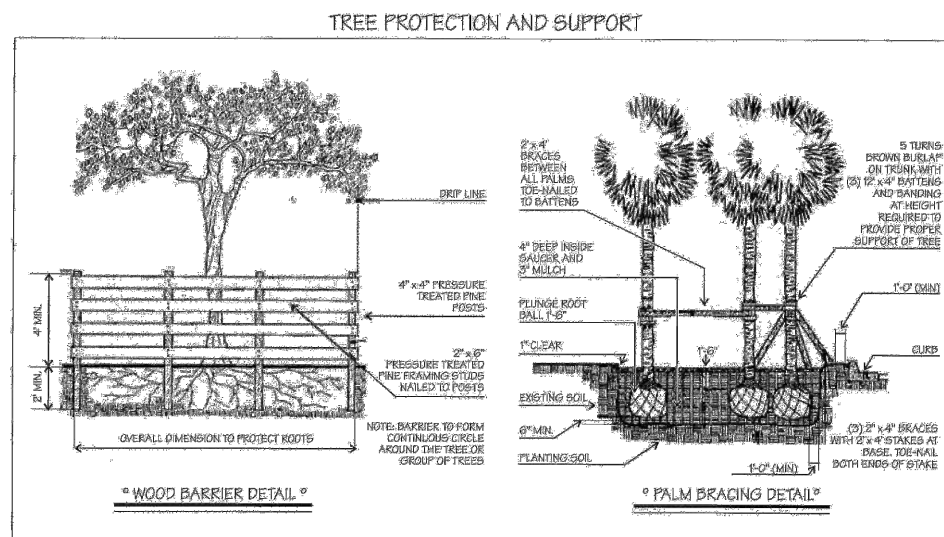 TREE PROTECTION AND SUPPORT
DRIP LINE
4" x 4" PRESSURE
TREATED PINE
POSTS
4' MIN.
2' MIN.
2" x 6"
PRESSURE TREATED
PINE FRAMING STUDS
NAILED TO POSTS
OVERALL DIMENSION TO PROTECT ROOTS
NOTE: BARRIER TO FORM
CONTINUOUS CIRCLE
AROUND THE TREE OR
GROUP OF TREES
° WOOD BARRIER DETAIL °
2" x 4"
BRACES
BETWEEN
ALL PALMS,
TOE-NAILED
TO BATTENS
4" DEEP INSIDE
SAUCER AND
3" MULCH
PLUNGE ROOT
BALL 1'-6"
1" CLEAR
EXISTING SOIL
6" MIN.
PLANTING SOIL
1'-6"
5 TURNS
BROWN BURLAP
ON TRUNK WITH
(3) 12" x 4" BATTENS
AND BANDING
AT HEIGHT
REQUIRED TO
PROVIDE PROPER
SUPPORT OF TREE
1'-0" (MIN)
CURB
(3) 2" x 4" BRACES
WITH 2" x 4" STAKES AT
BASE. TOE-NAIL
BOTH ENDS OF STAKE
1'-0" (MIN)
° PALM BRACING DETAIL °